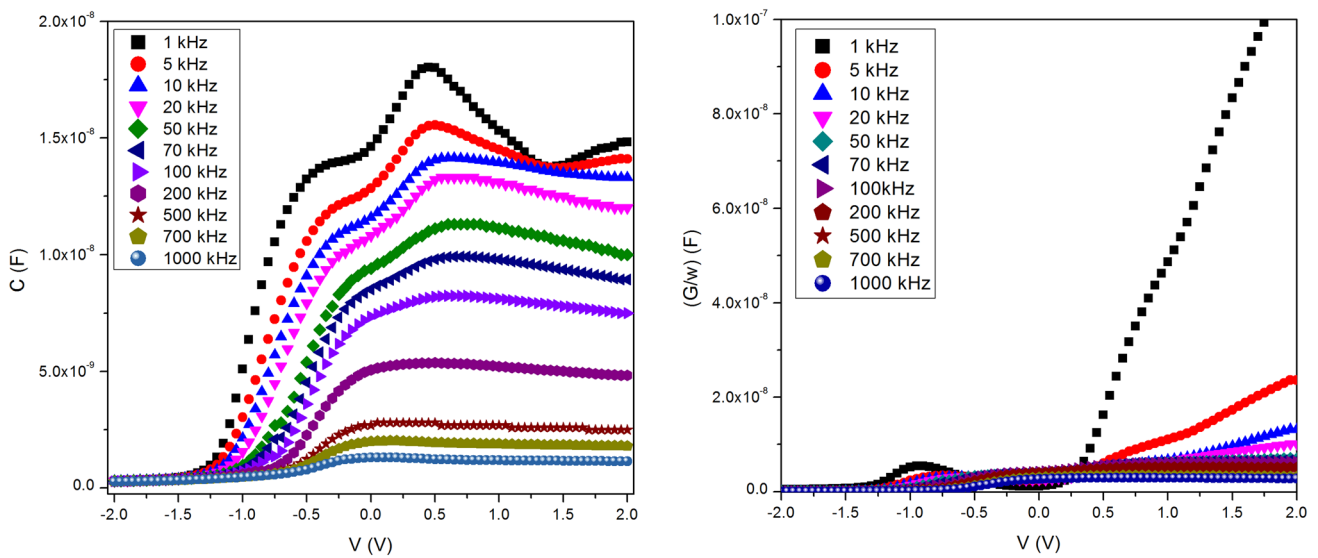 2.0x10⁻⁸
1.5x10⁻⁸
1.0x10⁻⁸
5.0x10⁻⁹
0.0
C (F)
1 kHz
5 kHz
10 kHz
20 kHz
50 kHz
70 kHz
100 kHz
200 kHz
500 kHz
700 kHz
1000 kHz
-2.0 -1.5 -1.0 -0.5 0.0 0.5 1.0 1.5 2.0
V (V)
1.0x10⁻⁷
8.0x10⁻⁸
6.0x10⁻⁸
4.0x10⁻⁸
2.0x10⁻⁸
0.0
(G/w) (F)
1 kHz
5 kHz
10 kHz
20 kHz
50 kHz
70 kHz
100kHz
200 kHz
500 kHz
700 kHz
1000 kHz
-2.0 -1.5 -1.0 -0.5 0.0 0.5 1.0 1.5 2.0
V (V)